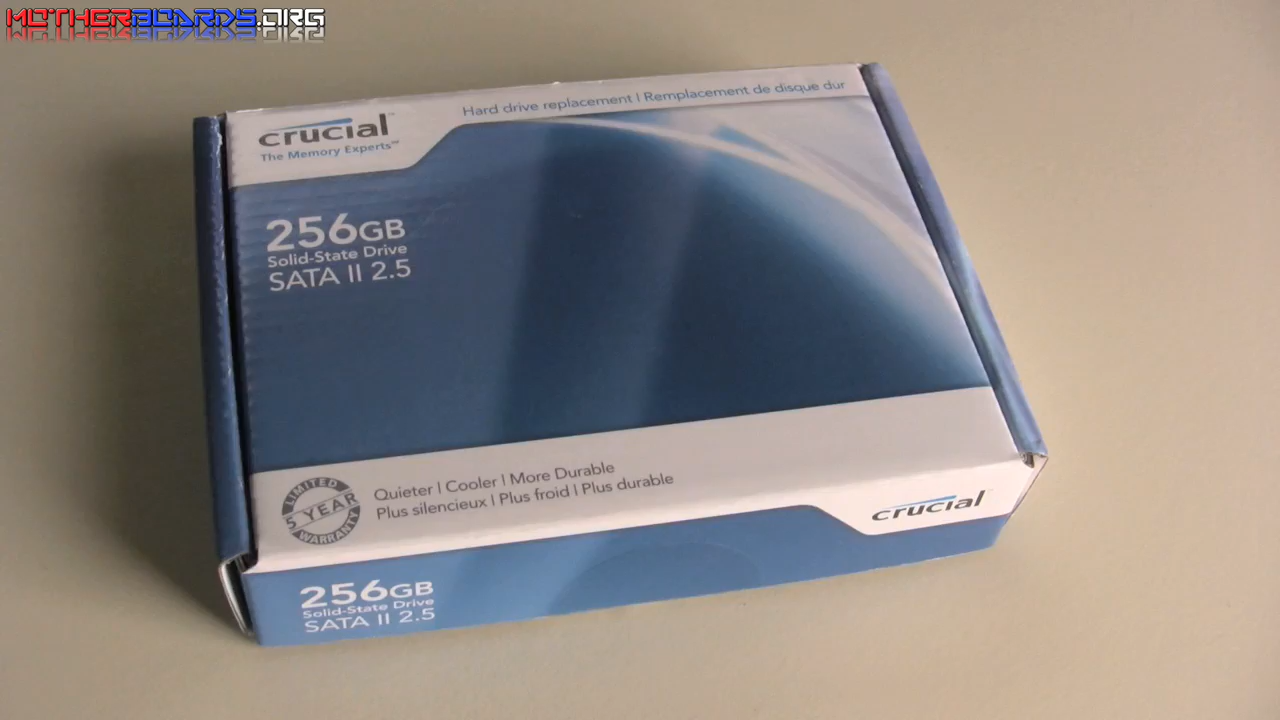 MOTHERBOARDS.ORG
Hard drive replacement | Remplacement de disque dur
crucial™
The Memory Experts℠
256GB
Solid-State Drive
SATA II 2.5
LIMITED
5 YEAR
WARRANTY
Quieter | Cooler | More Durable
Plus silencieux | Plus froid | Plus durable
crucial
256GB
Solid-State Drive
SATA II 2.5